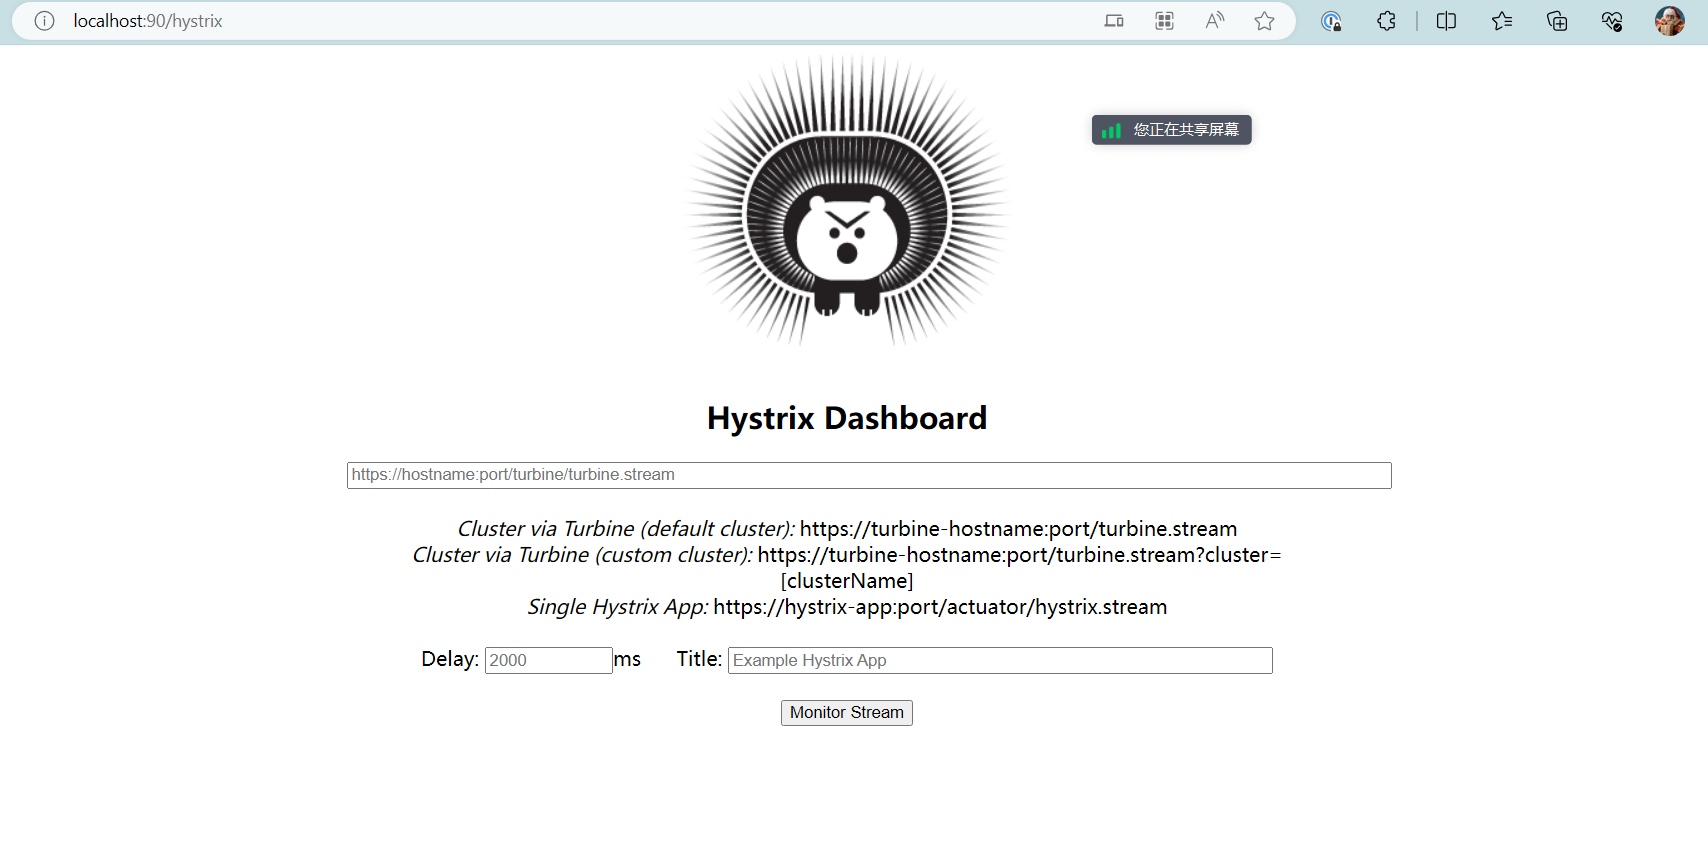 localhost:90/hystrix
您正在共享屏幕
Hystrix Dashboard
https://hostname:port/turbine/turbine.stream
Cluster via Turbine (default cluster): https://turbine-hostname:port/turbine.stream
Cluster via Turbine (custom cluster): https://turbine-hostname:port/turbine.stream?cluster=
[clusterName]
Single Hystrix App: https://hystrix-app:port/actuator/hystrix.stream
Delay: 2000 ms Title: Example Hystrix App
Monitor Stream